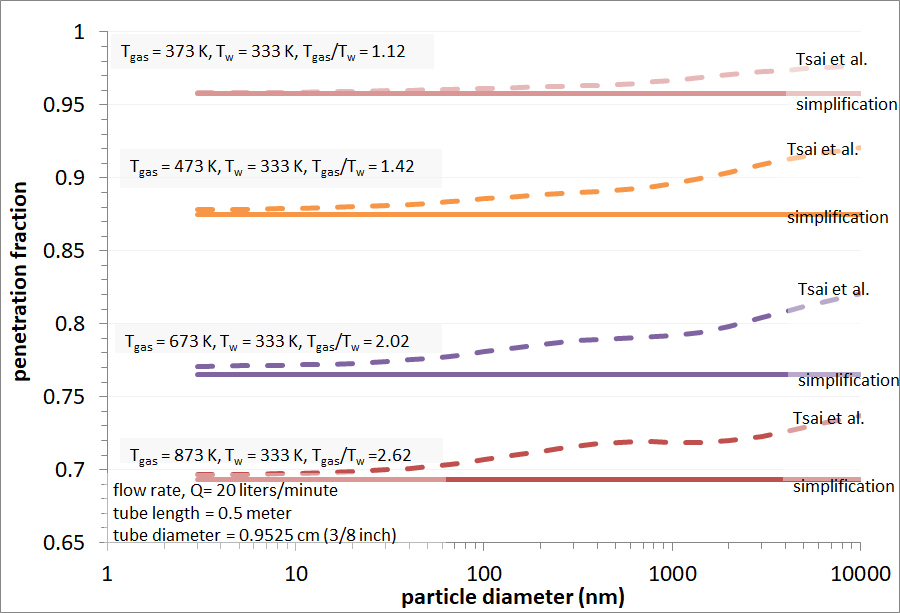 1
T_gas = 373 K, T_w = 333 K, T_gas/T_w = 1.12
Tsai et al.
0.95
simplification
T_gas = 473 K, T_w = 333 K, T_gas/T_w = 1.42
Tsai et al.
0.9
simplification
0.85
Tsai et al.
0.8
T_gas = 673 K, T_w = 333 K, T_gas/T_w = 2.02
simplification
0.75
Tsai et al.
T_gas = 873 K, T_w = 333 K, T_gas/T_w =2.62
0.7
simplification
flow rate, Q= 20 liters/minute
tube length = 0.5 meter
tube diameter = 0.9525 cm (3/8 inch)
0.65
penetration fraction
1 10 100 1000 10000
particle diameter (nm)